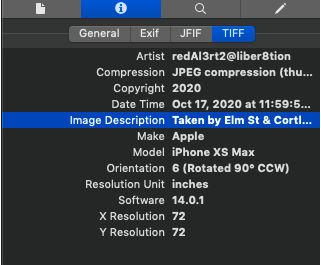 General Exif JFIF TIFF
Artist redAl3rt2@liber8tion
Compression JPEG compression (thu...
Copyright 2020
Date Time Oct 17, 2020 at 11:59:5...
Image Description Taken by Elm St & Cortl...
Make Apple
Model iPhone XS Max
Orientation 6 (Rotated 90° CCW)
Resolution Unit inches
Software 14.0.1
X Resolution 72
Y Resolution 72